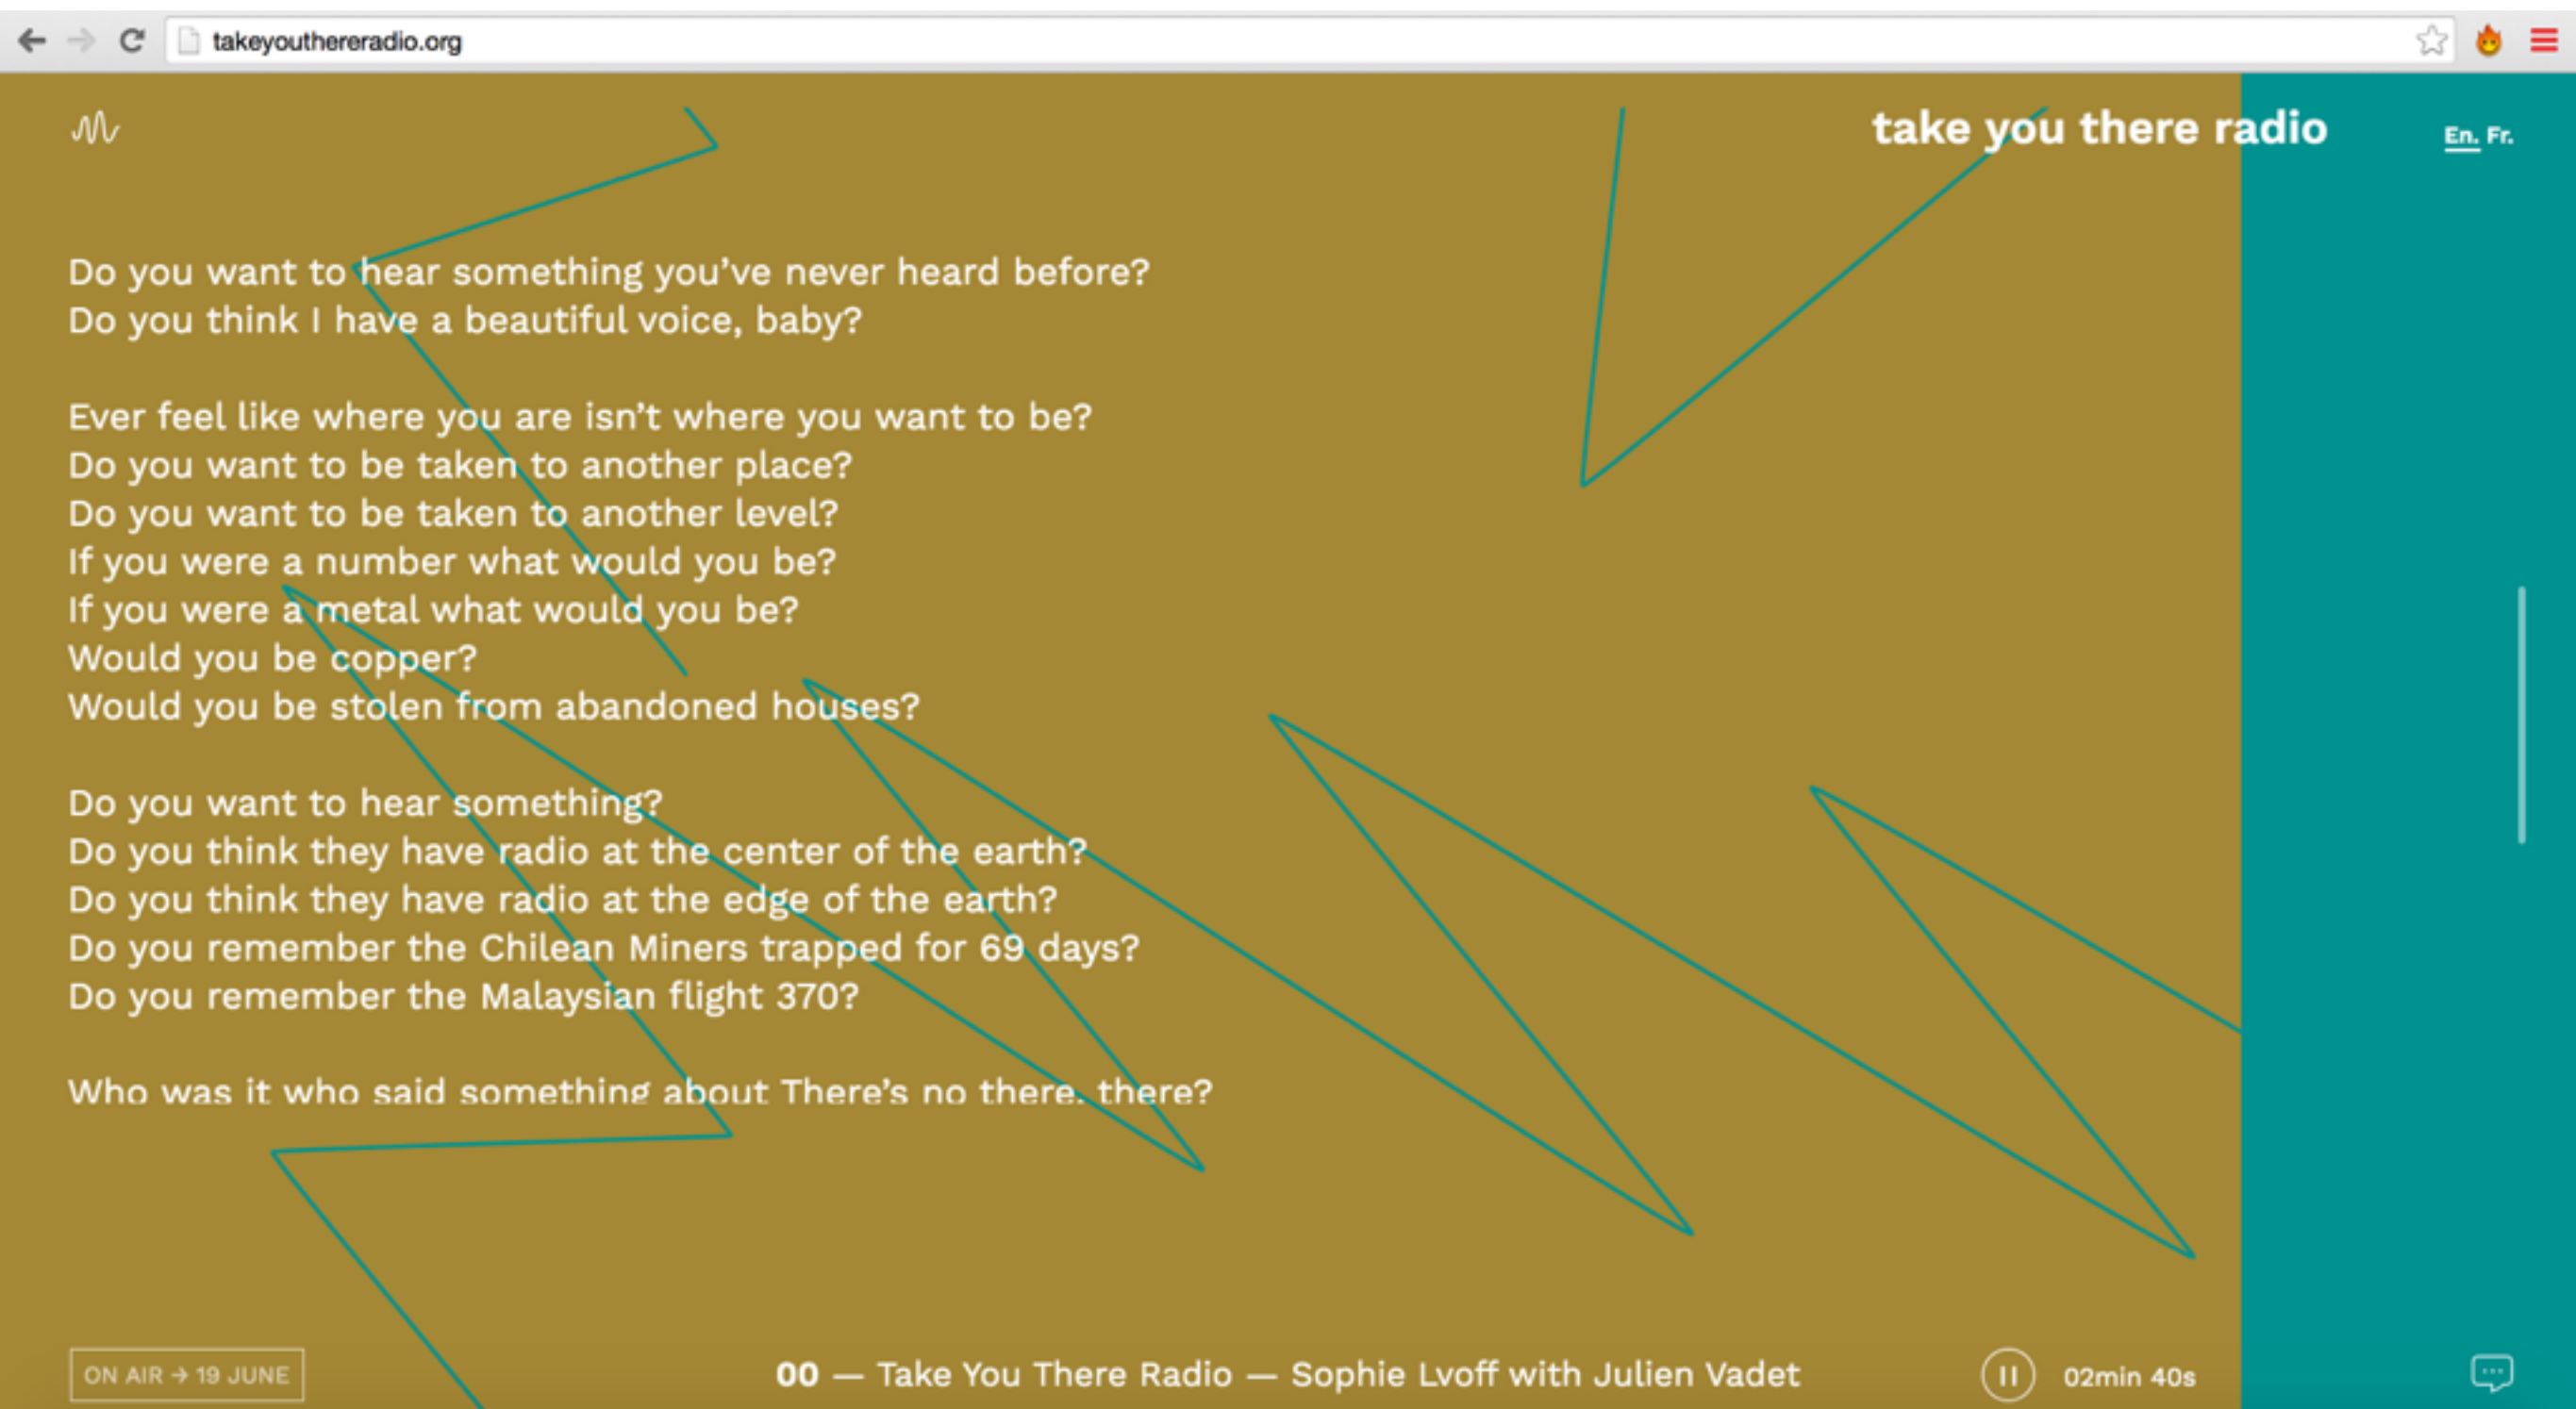 takeyouthereradio.org
take you there radio
En. Fr.
Do you want to hear something you’ve never heard before?
Do you think I have a beautiful voice, baby?
Ever feel like where you are isn’t where you want to be?
Do you want to be taken to another place?
Do you want to be taken to another level?
If you were a number what would you be?
If you were a metal what would you be?
Would you be copper?
Would you be stolen from abandoned houses?
Do you want to hear something?
Do you think they have radio at the center of the earth?
Do you think they have radio at the edge of the earth?
Do you remember the Chilean Miners trapped for 69 days?
Do you remember the Malaysian flight 370?
Who was it who said something about There’s no there, there?
ON AIR → 19 JUNE
00 — Take You There Radio — Sophie Lvoff with Julien Vadet
02min 40s